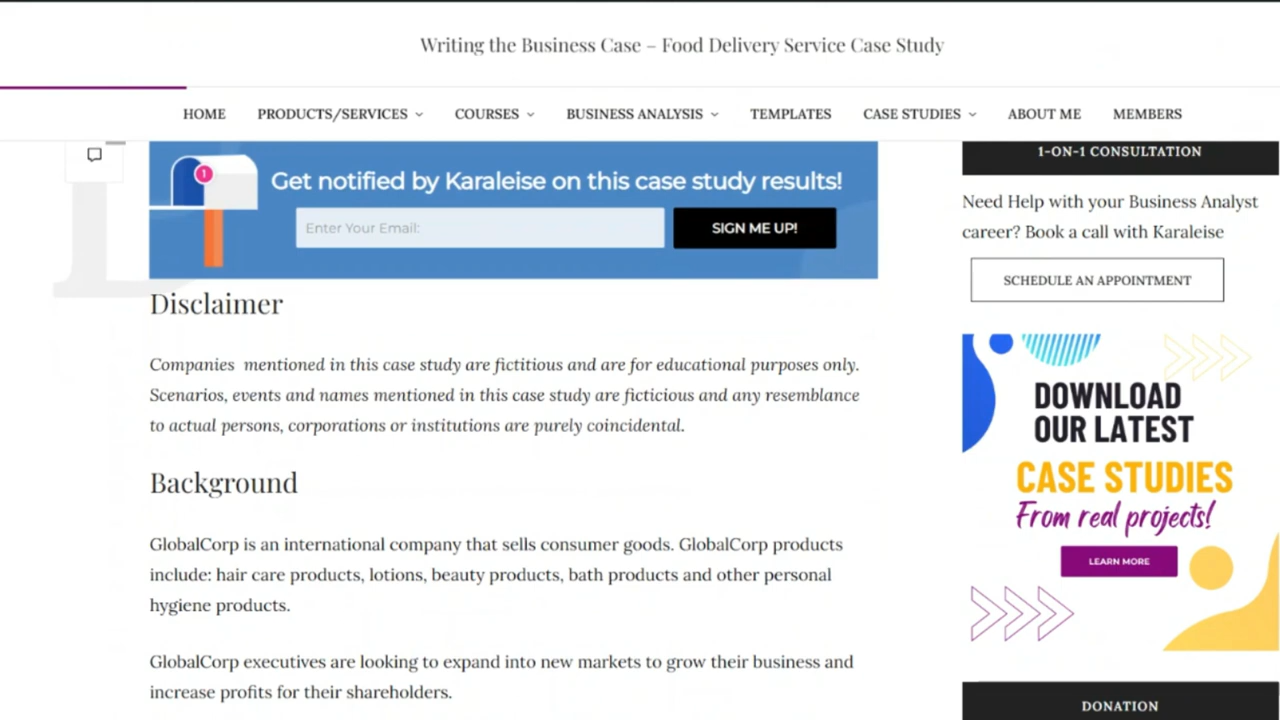 Writing the Business Case – Food Delivery Service Case Study
HOME PRODUCTS/SERVICES COURSES BUSINESS ANALYSIS TEMPLATES CASE STUDIES ABOUT ME MEMBERS
1
Get notified by Karaleise on this case study results!
Enter Your Email:
SIGN ME UP!
Disclaimer
Companies mentioned in this case study are fictitious and are for educational purposes only.
Scenarios, events and names mentioned in this case study are ficticious and any resemblance
to actual persons, corporations or institutions are purely coincidental.
Background
GlobalCorp is an international company that sells consumer goods. GlobalCorp products
include: hair care products, lotions, beauty products, bath products and other personal
hygiene products.
GlobalCorp executives are looking to expand into new markets to grow their business and
increase profits for their shareholders.
1-ON-1 CONSULTATION
Need Help with your Business Analyst
career? Book a call with Karaleise
SCHEDULE AN APPOINTMENT
DOWNLOAD
OUR LATEST
CASE STUDIES
From real projects!
LEARN MORE
DONATION